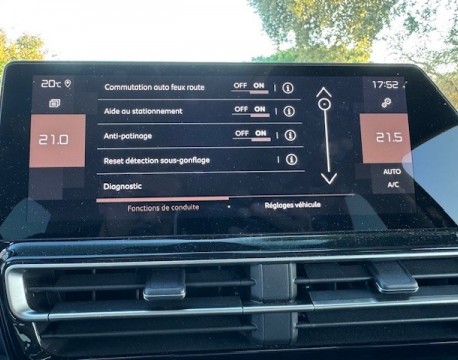 20°C 17:52
Commutation auto feux route OFF ON
Aide au stationnement OFF ON
21.0 21.5
Anti-patinage OFF ON
Reset détection sous-gonflage
AUTO
Diagnostic A/C
Fonctions de conduite Réglages véhicule